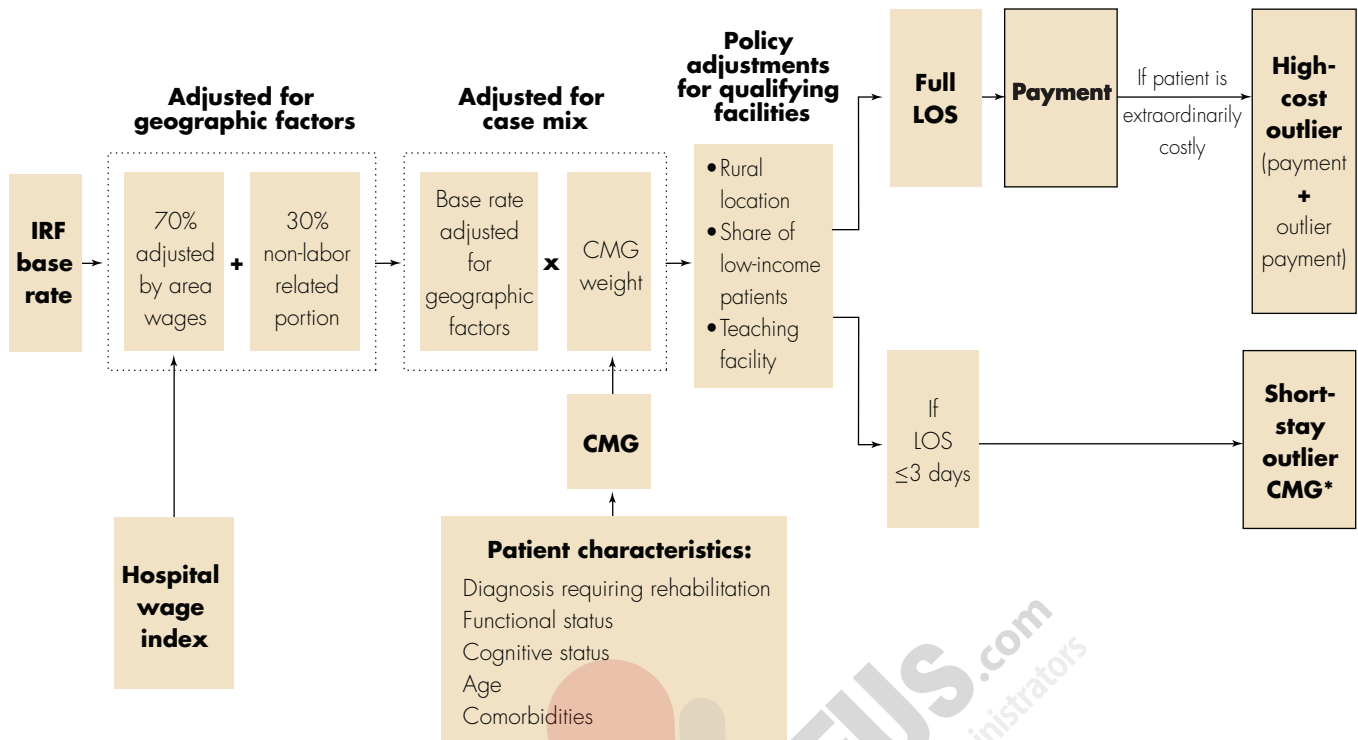 Adjusted for
geographic factors
Adjusted for
case mix
Policy
adjustments
for qualifying
facilities
IRF
base
rate
70%
adjusted
by area
wages
+
30%
non-labor
related
portion
Base rate
adjusted
for
geographic
factors
x
CMG
weight
•Rural
location
•Share of
low-income
patients
•Teaching
facility
Full
LOS
Payment
If patient is
extraordinarily
costly
High-
cost
outlier
(payment
+
outlier
payment)
If
LOS
≤3 days
Short-
stay
outlier
CMG*
CMG
Hospital
wage
index
Patient characteristics:
Diagnosis requiring rehabilitation
Functional status
Cognitive status
Age
Comorbidities
.com